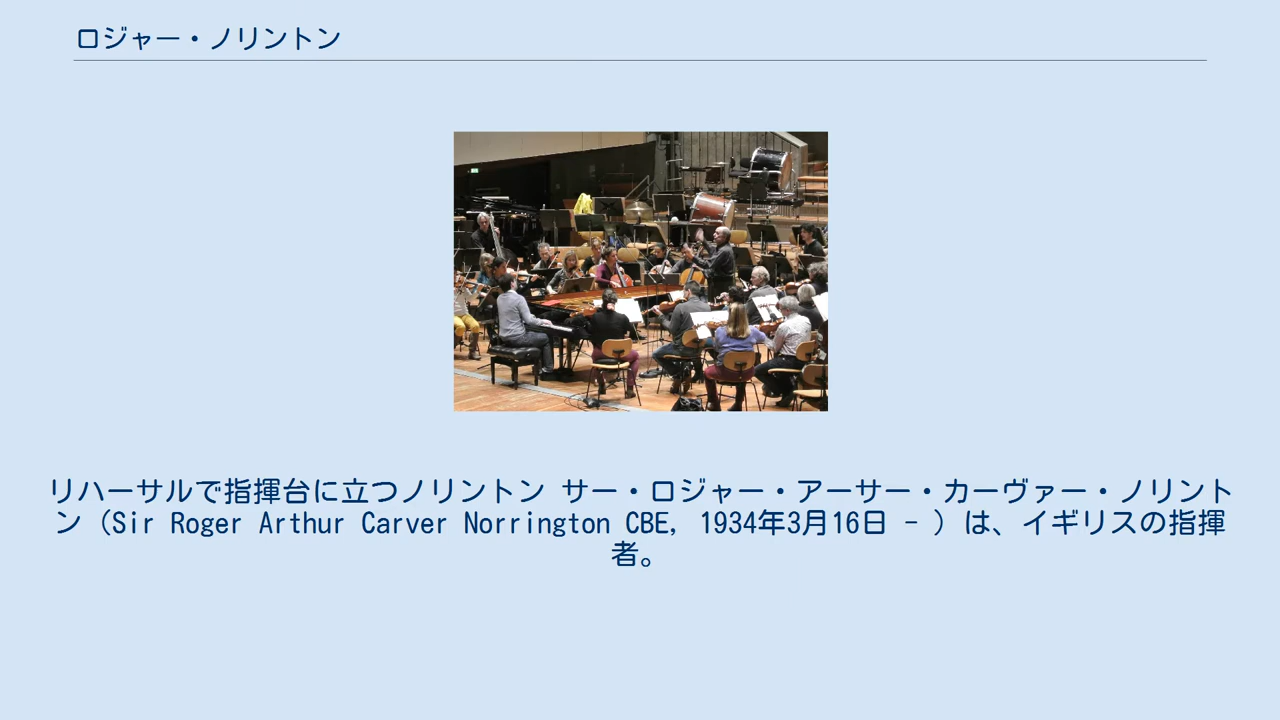 ロジャー・ノリントン
リハーサルで指揮台に立つノリントン サー・ロジャー・アーサー・カーヴァー・ノリント
ン（Sir Roger Arthur Carver Norrington CBE, 1934年3月16日 - ）は、イギリスの指揮
者。